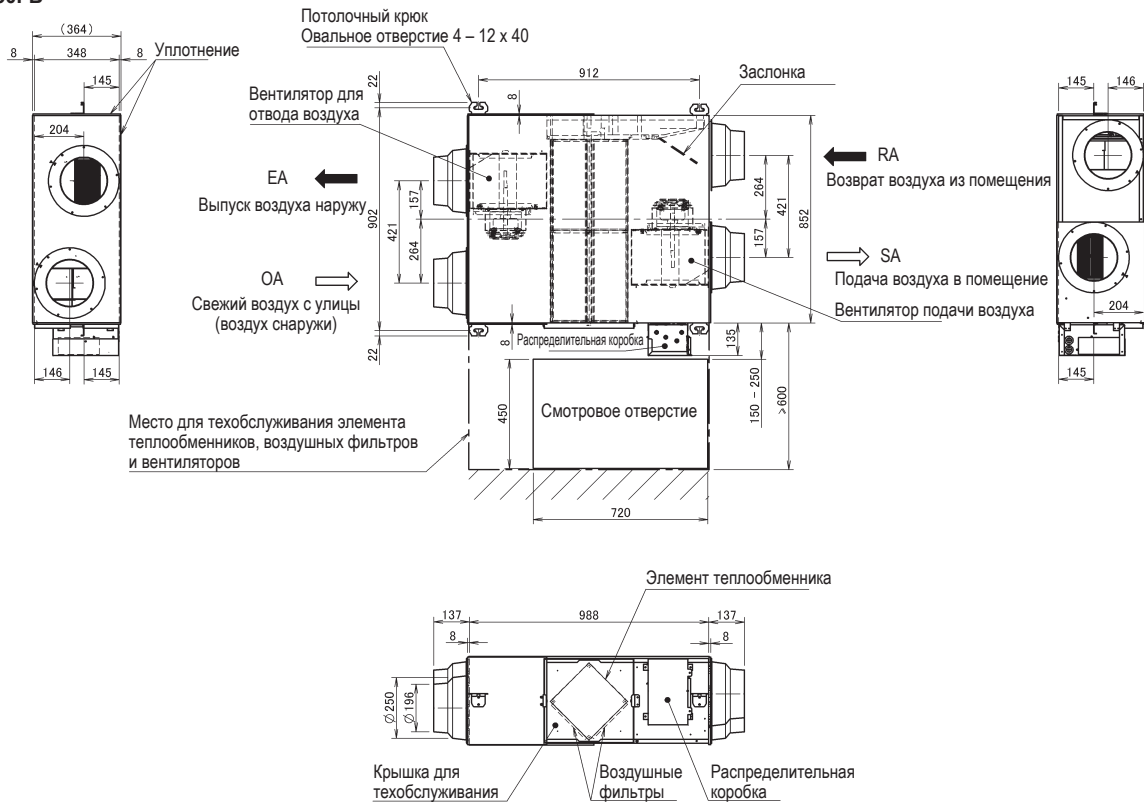 (364)
8 348 8
Уплотнение
145
204
146 145
Потолочный крюк
Овальное отверстие 4 – 12 x 40
22
912
8
Заслонка
Вентилятор для
отвода воздуха
EA
Выпуск воздуха наружу
157
421
264
902
OA
Свежий воздух с улицы
(воздух снаружи)
22
8
RA
Возврат воздуха из помещения
264
421
157
852
SA
Подача воздуха в помещение
Вентилятор подачи воздуха
Распределительная коробка
135
150 – 250
>600
450
Смотровое отверстие
720
Место для техобслуживания элемента
теплообменников, воздушных фильтров
и вентиляторов
145 146
204
145
Элемент теплообменника
137 988 137
8 8
∅250
∅196
Крышка для
техобслуживания
Воздушные
фильтры
Распределительная
коробка